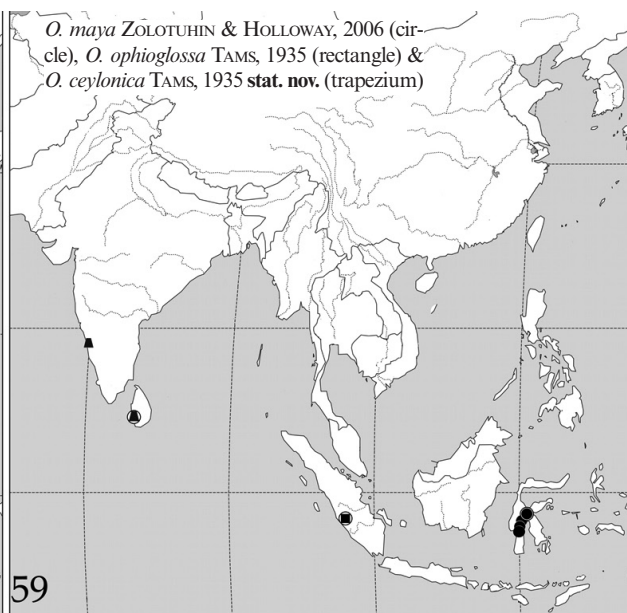 O. maya ZOLOTUHIN & HOLLOWAY, 2006 (cir-
cle), O. ophioglossa TAMS, 1935 (rectangle) &
O. ceylonica TAMS, 1935 stat. nov. (trapezium)
59